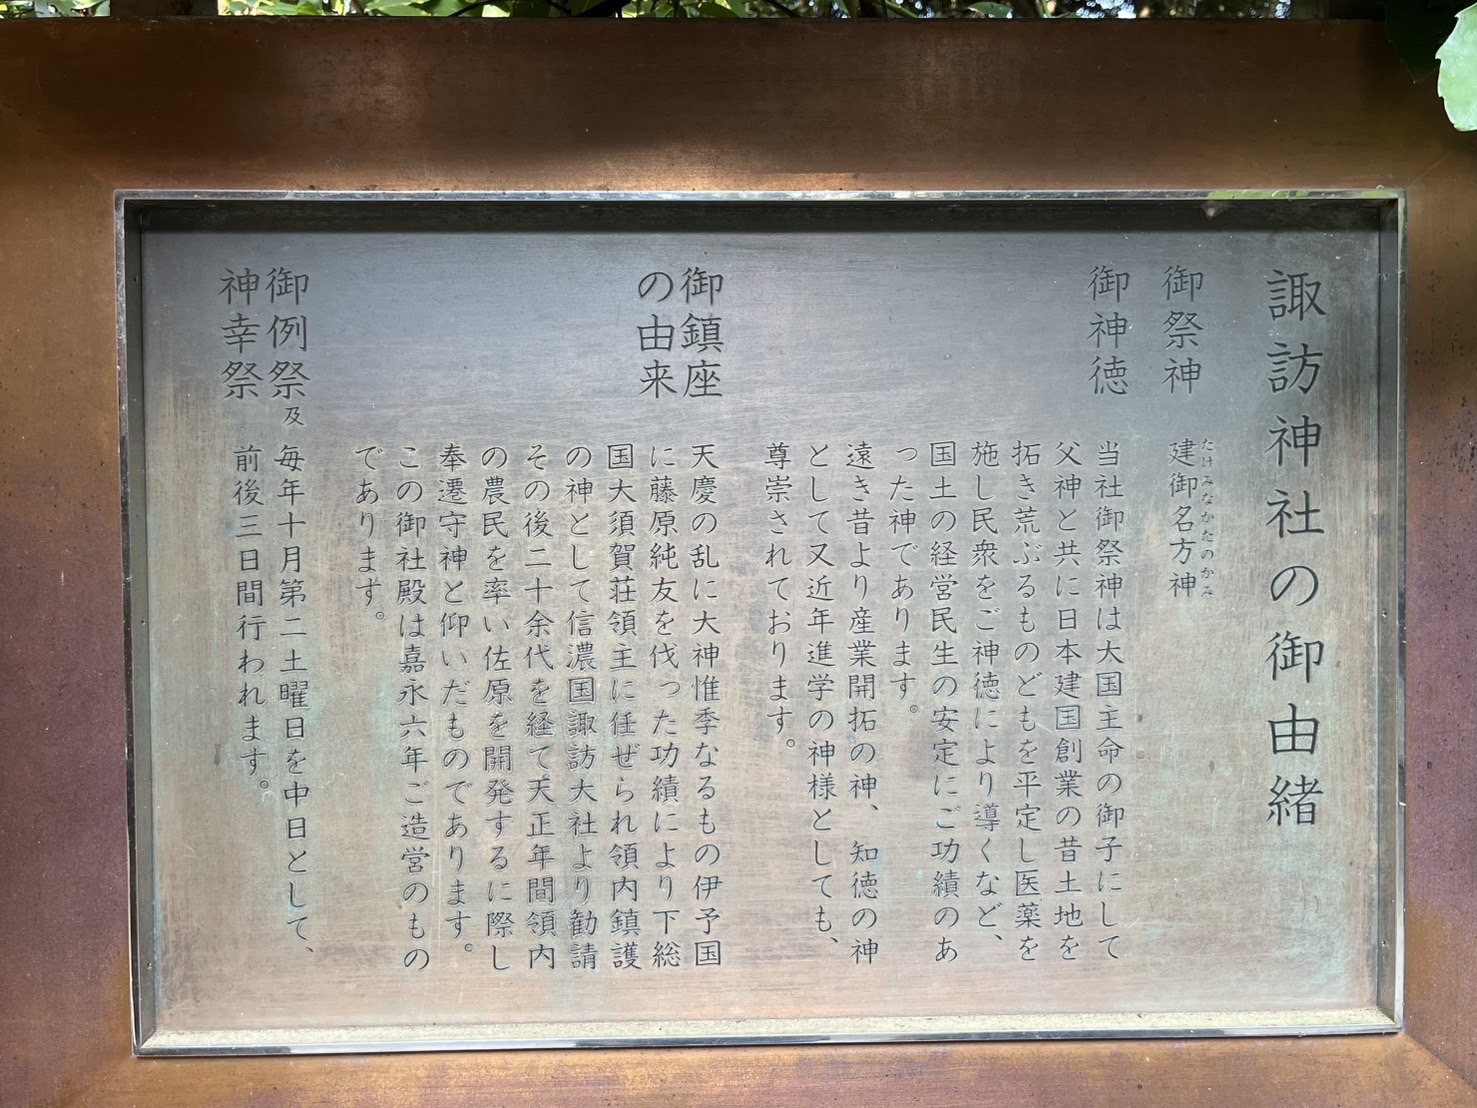 諏訪神社の御由緒
御祭神
建御名方神
たけみなかたのかみ
御神徳
当社御祭神は大国主命の御子にして
父神と共に日本建国創業の昔土地を
拓き荒ぶるものどもを平定し医薬を
施し民衆をご神徳により導くなど、
国土の経営民生の安定にご功績のあ
った神であります。
遠き昔より産業開拓の神、知徳の神
として又近年進学の神様としても、
尊崇されております。
御鎮座
の由来
天慶の乱に大神惟季なるもの伊予国
に藤原純友を伐った功績により下総
国大須賀荘領主に任ぜられ領内鎮護
の神として信濃国諏訪大社より勧請
その後二十余代を経て天正年間領内
の農民を率い佐原を開発するに際し
奉遷守神と仰いだものであります。
この御社殿は嘉永六年ご造営のもの
であります。
御例祭及
神幸祭
毎年十月第二土曜日を中日として、
前後三日間行われます。